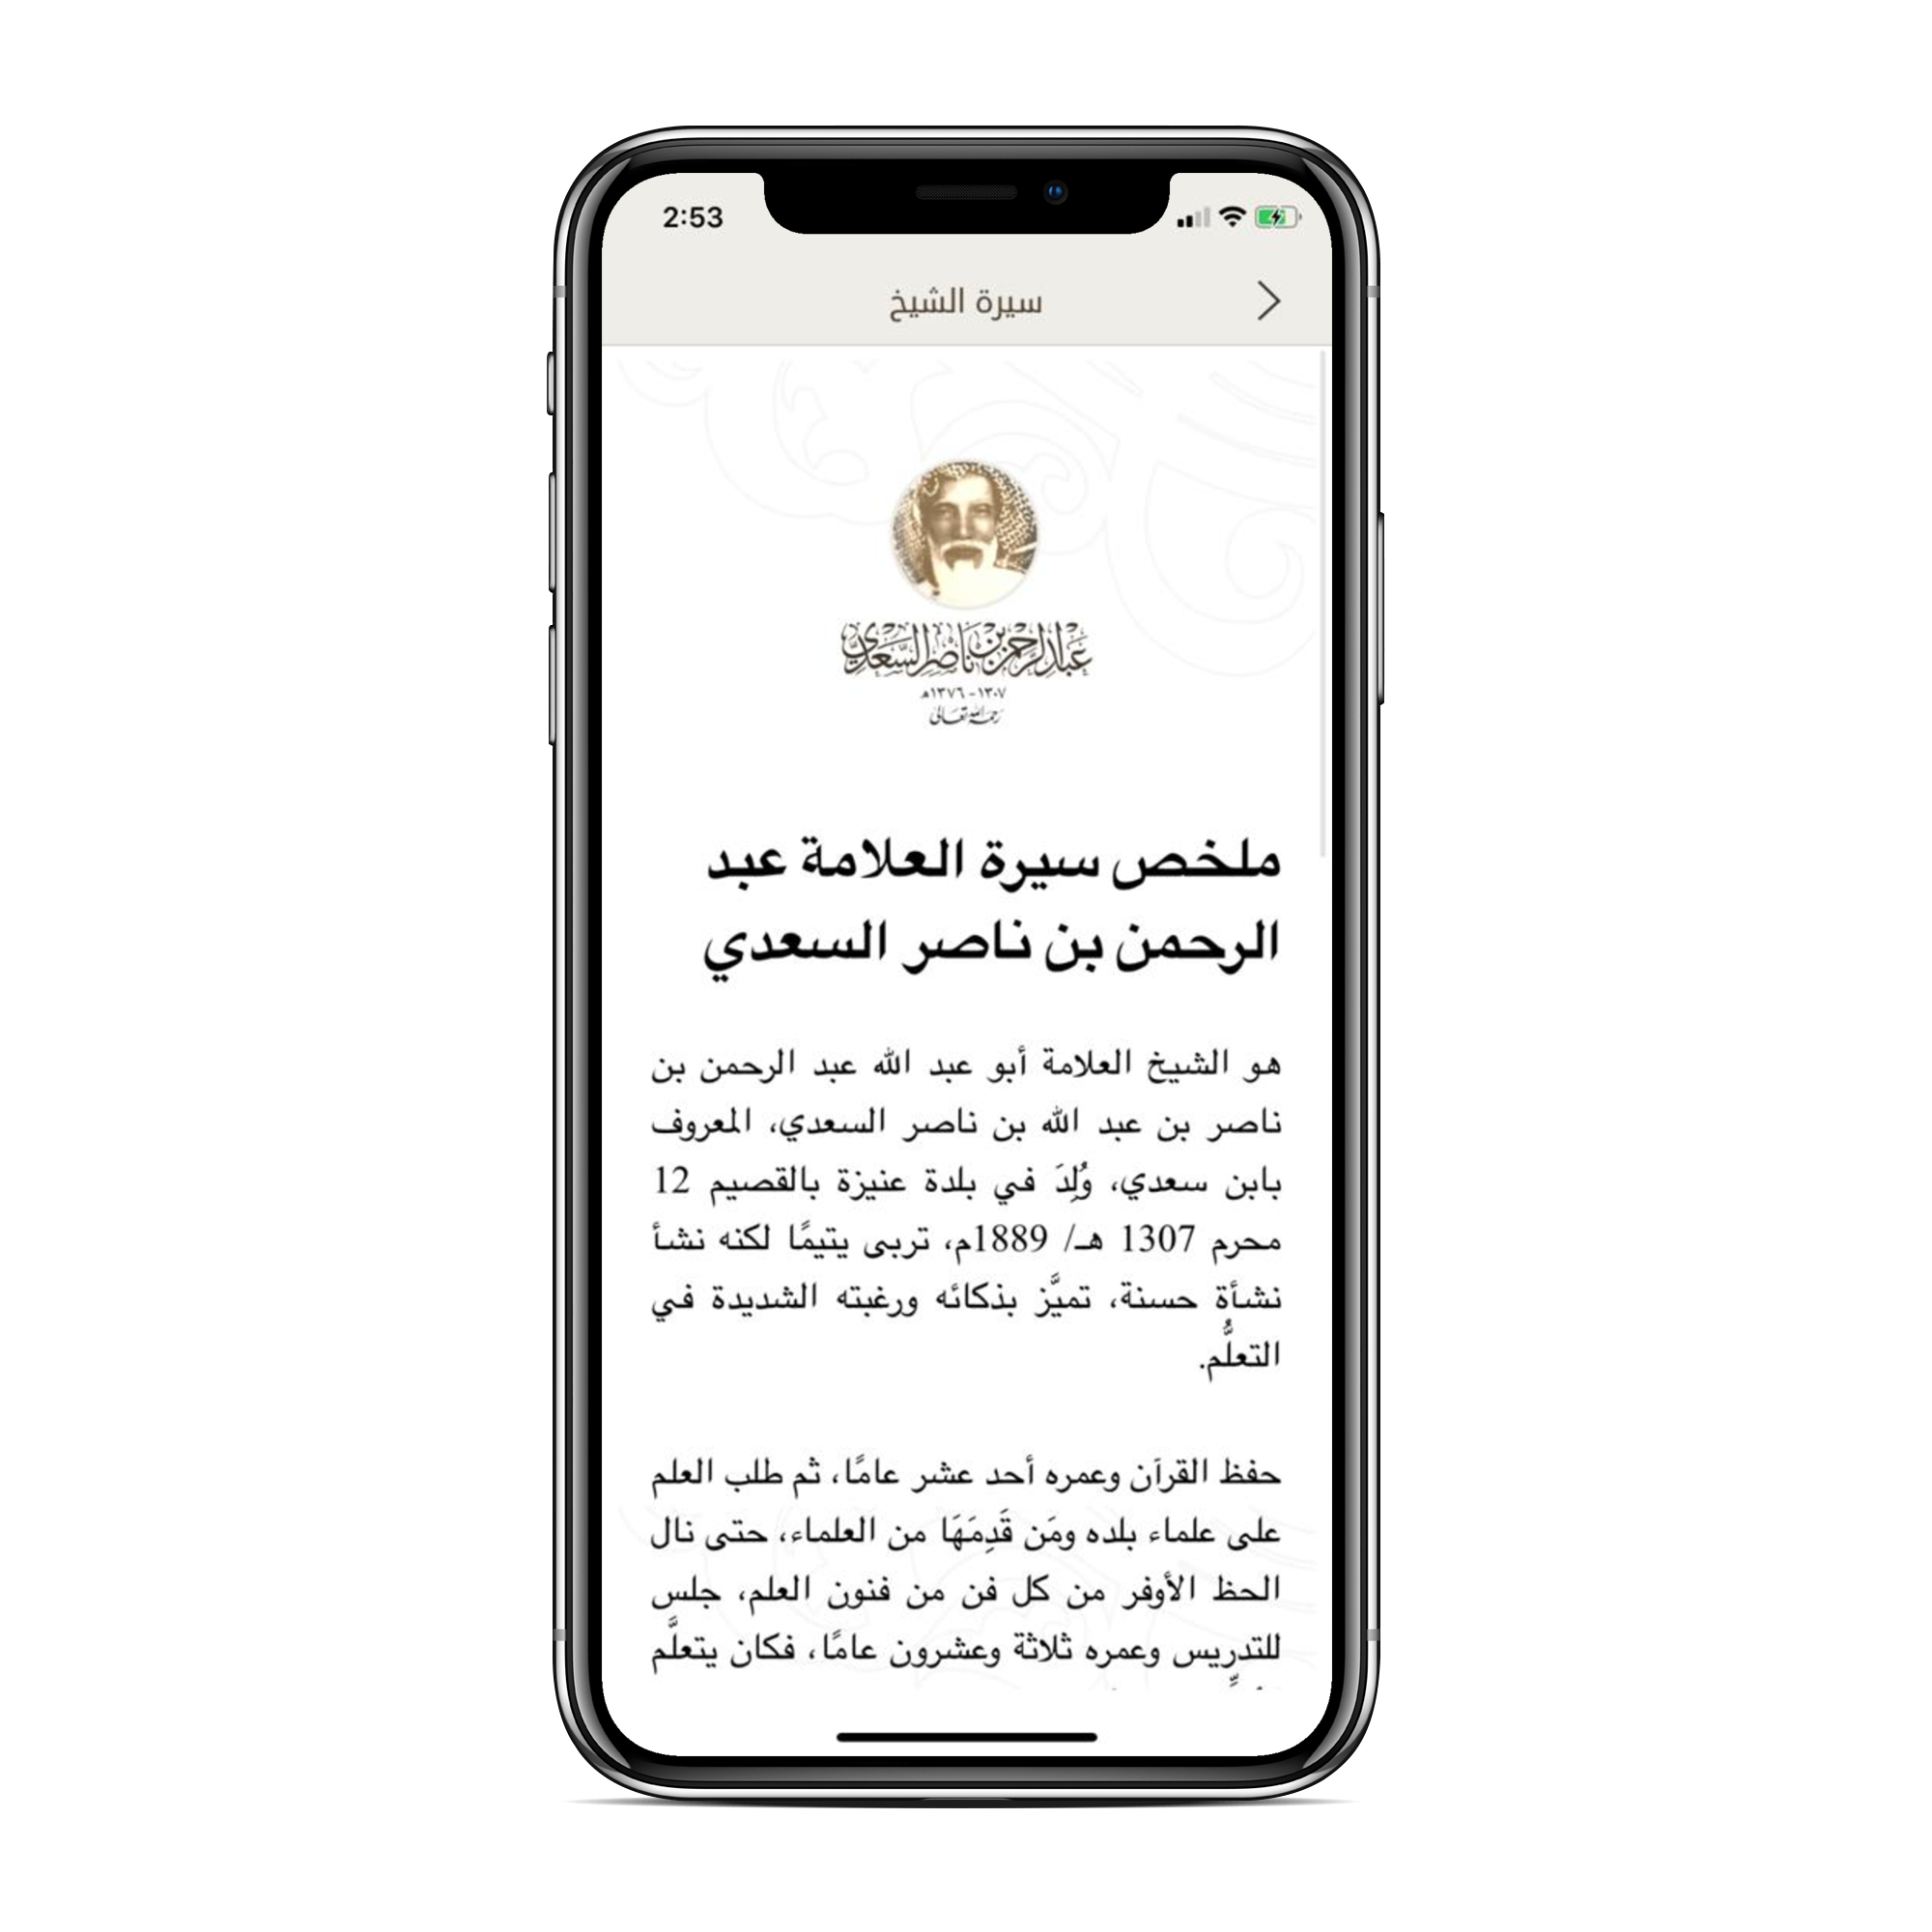 2:53
سيرة الشيخ
عبد الرحمن بن ناصر السعدي
١٣٠٧ - ١٣٧٦هـ
رحمه الله تعالى
ملخص سيرة العلامة عبد
الرحمن بن ناصر السعدي
هو الشيخ العلامة أبو عبد الله عبد الرحمن بن
ناصر بن عبد الله بن ناصر السعدي، المعروف
بابن سعدي، وُلِدَ في بلدة عنيزة بالقصيم 12
محرم 1307 هـ/ 1889م، تربى يتيمًا لكنه نشأ
نشأة حسنة، تميَّز بذكائه ورغبته الشديدة في
التعلُّم.
حفظ القرآن وعمره أحد عشر عامًا، ثم طلب العلم
على علماء بلده ومَن قَدِمَهَا من العلماء، حتى نال
الحظ الأوفر من كل فن من فنون العلم، جلس
للتدريس وعمره ثلاثة وعشرون عامًا، فكان يتعلَّم